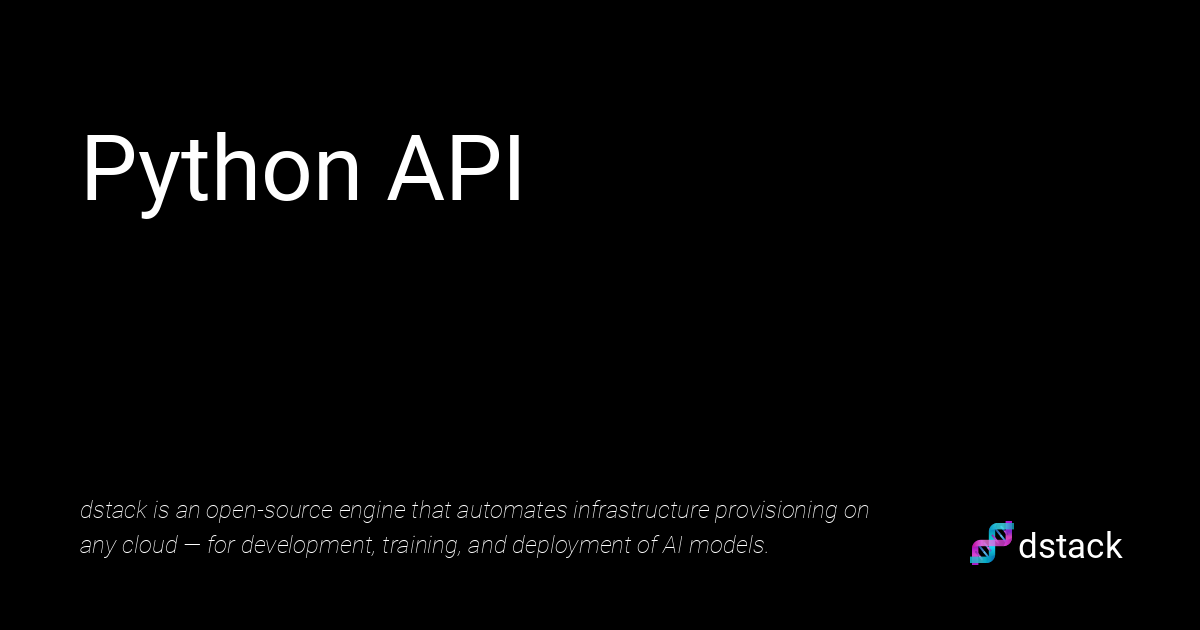 Python API
dstack is an open-source engine that automates infrastructure provisioning on
any cloud — for development, training, and deployment of AI models.
dstack